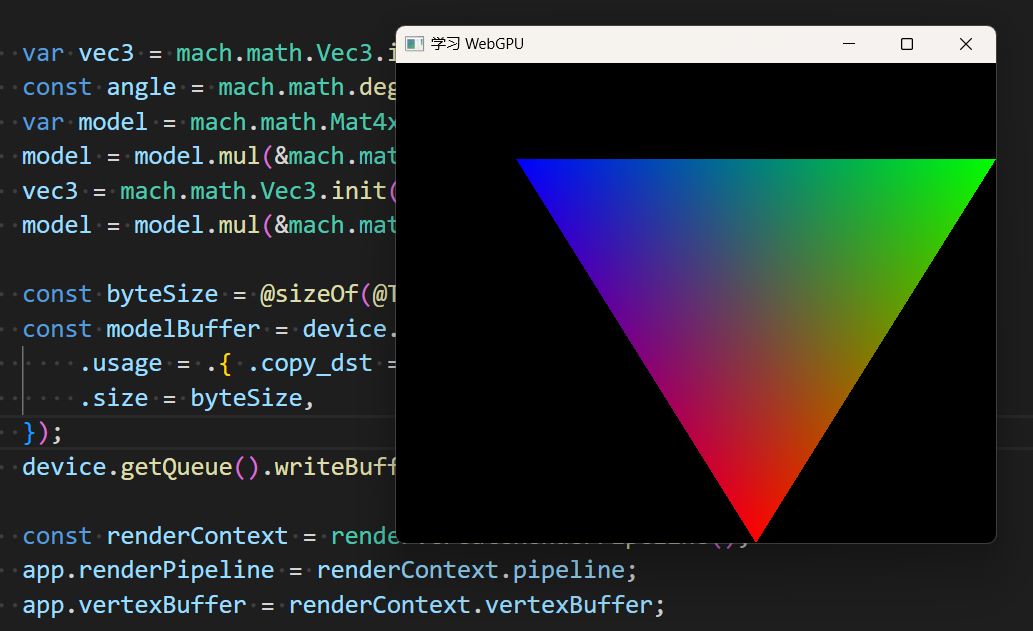 学习 WebGPU
var vec3 = mach.math.Vec3.i
const angle = mach.math.deg
var model = mach.math.Mat4x
model = model.mul(&mach.mat
vec3 = mach.math.Vec3.init(
model = model.mul(&mach.mat
const byteSize = @sizeOf(@T
const modelBuffer = device.
.usage = .{ .copy_dst =
.size = byteSize,
});
device.getQueue().writeBuff
const renderContext = rende
app.renderPipeline = renderContext.pipeline;
app.vertexBuffer = renderContext.vertexBuffer;